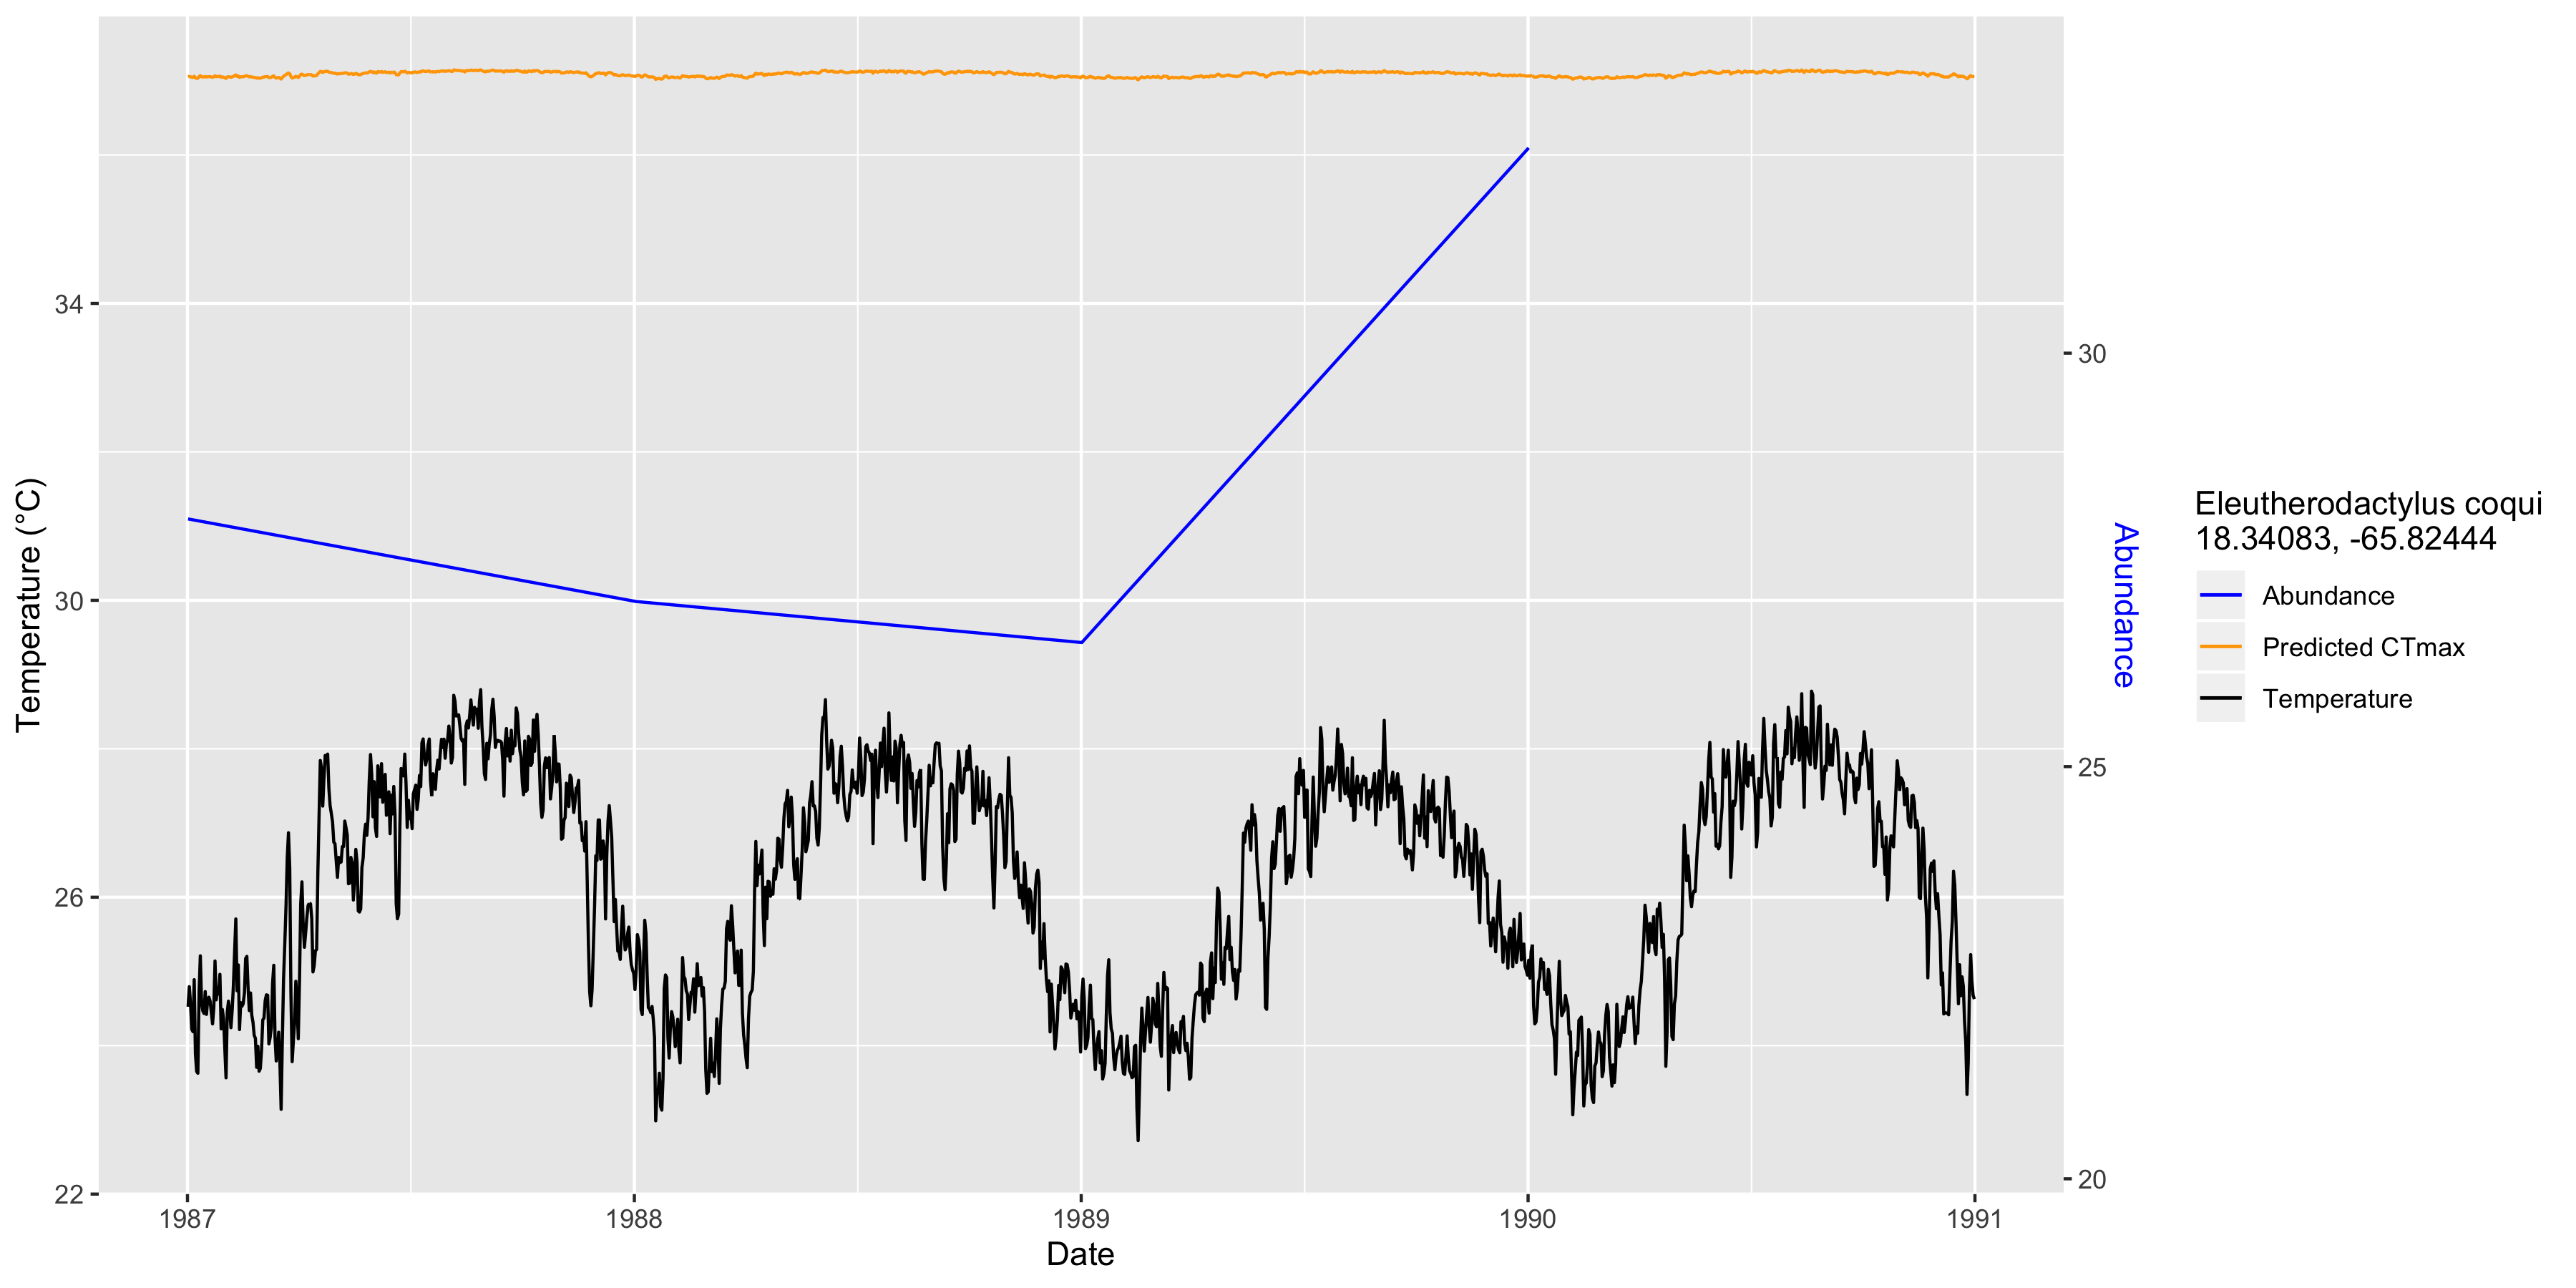 Temperature (°C)
34
30
26
22
1987
1988
1989
1990
1991
Date
30
25
20
Abundance
Eleutherodactylus coqui
18.34083, -65.82444
Abundance
Predicted CTmax
Temperature